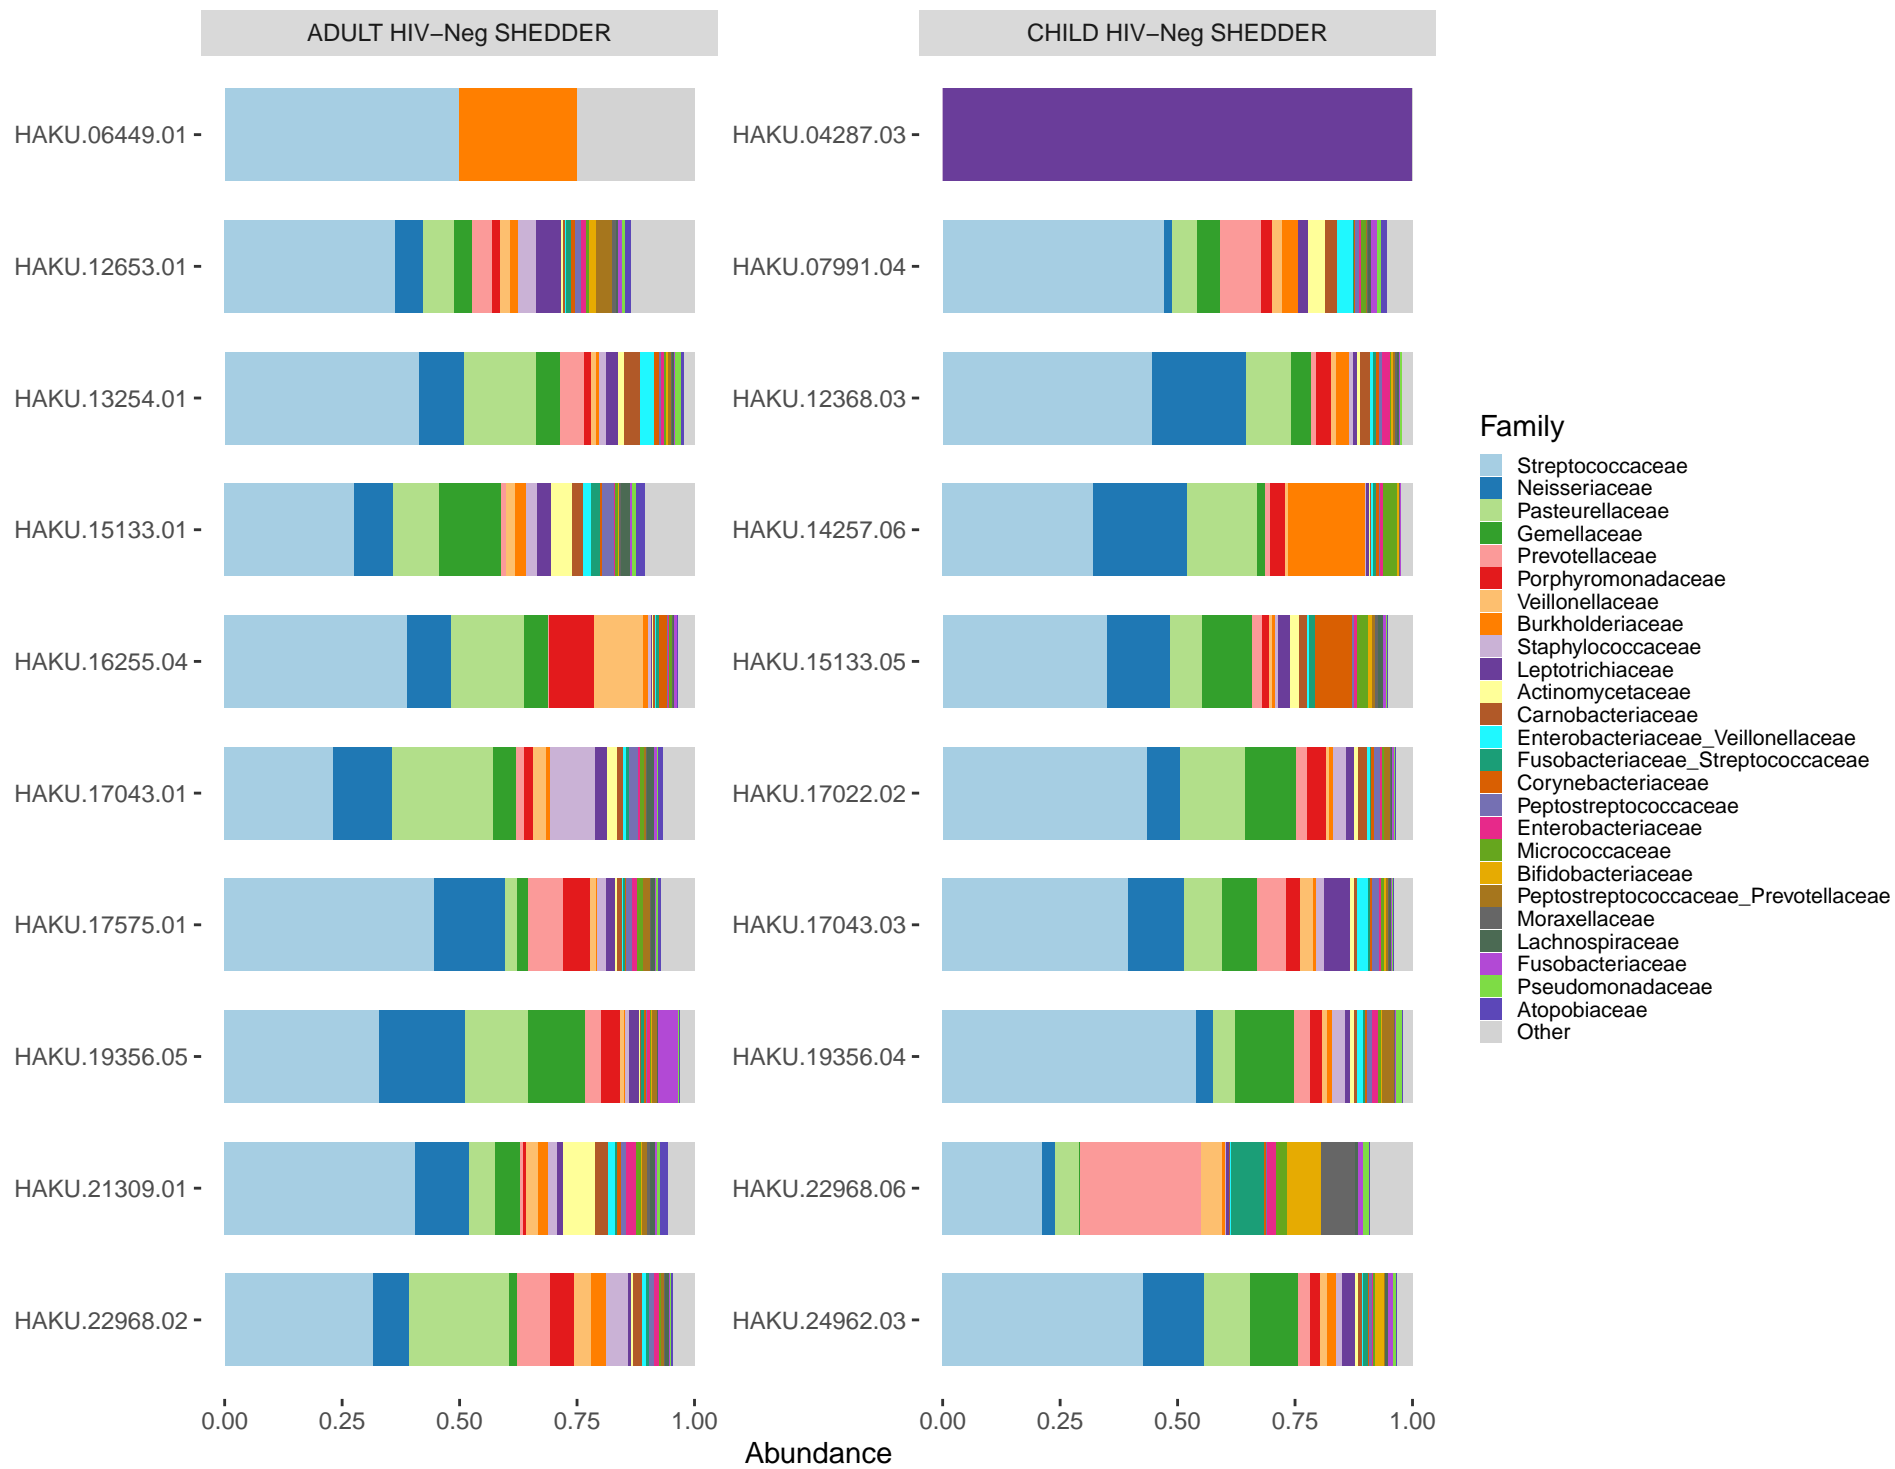 ADULT HIV−Neg SHEDDER
CHILD HIV−Neg SHEDDER
HAKU.06449.01
HAKU.12653.01
HAKU.13254.01
HAKU.15133.01
HAKU.16255.04
HAKU.17043.01
HAKU.17575.01
HAKU.19356.05
HAKU.21309.01
HAKU.22968.02
HAKU.04287.03
HAKU.07991.04
HAKU.12368.03
HAKU.14257.06
HAKU.15133.05
HAKU.17022.02
HAKU.17043.03
HAKU.19356.04
HAKU.22968.06
HAKU.24962.03
0.00 0.25 0.50 0.75 1.00
0.00 0.25 0.50 0.75 1.00
Abundance
Family
Streptococcaceae
Neisseriaceae
Pasteurellaceae
Gemellaceae
Prevotellaceae
Porphyromonadaceae
Veillonellaceae
Burkholderiaceae
Staphylococcaceae
Leptotrichiaceae
Actinomycetaceae
Carnobacteriaceae
Enterobacteriaceae_Veillonellaceae
Fusobacteriaceae_Streptococcaceae
Corynebacteriaceae
Peptostreptococcaceae
Enterobacteriaceae
Micrococcaceae
Bifidobacteriaceae
Peptostreptococcaceae_Prevotellaceae
Moraxellaceae
Lachnospiraceae
Fusobacteriaceae
Pseudomonadaceae
Atopobiaceae
Other